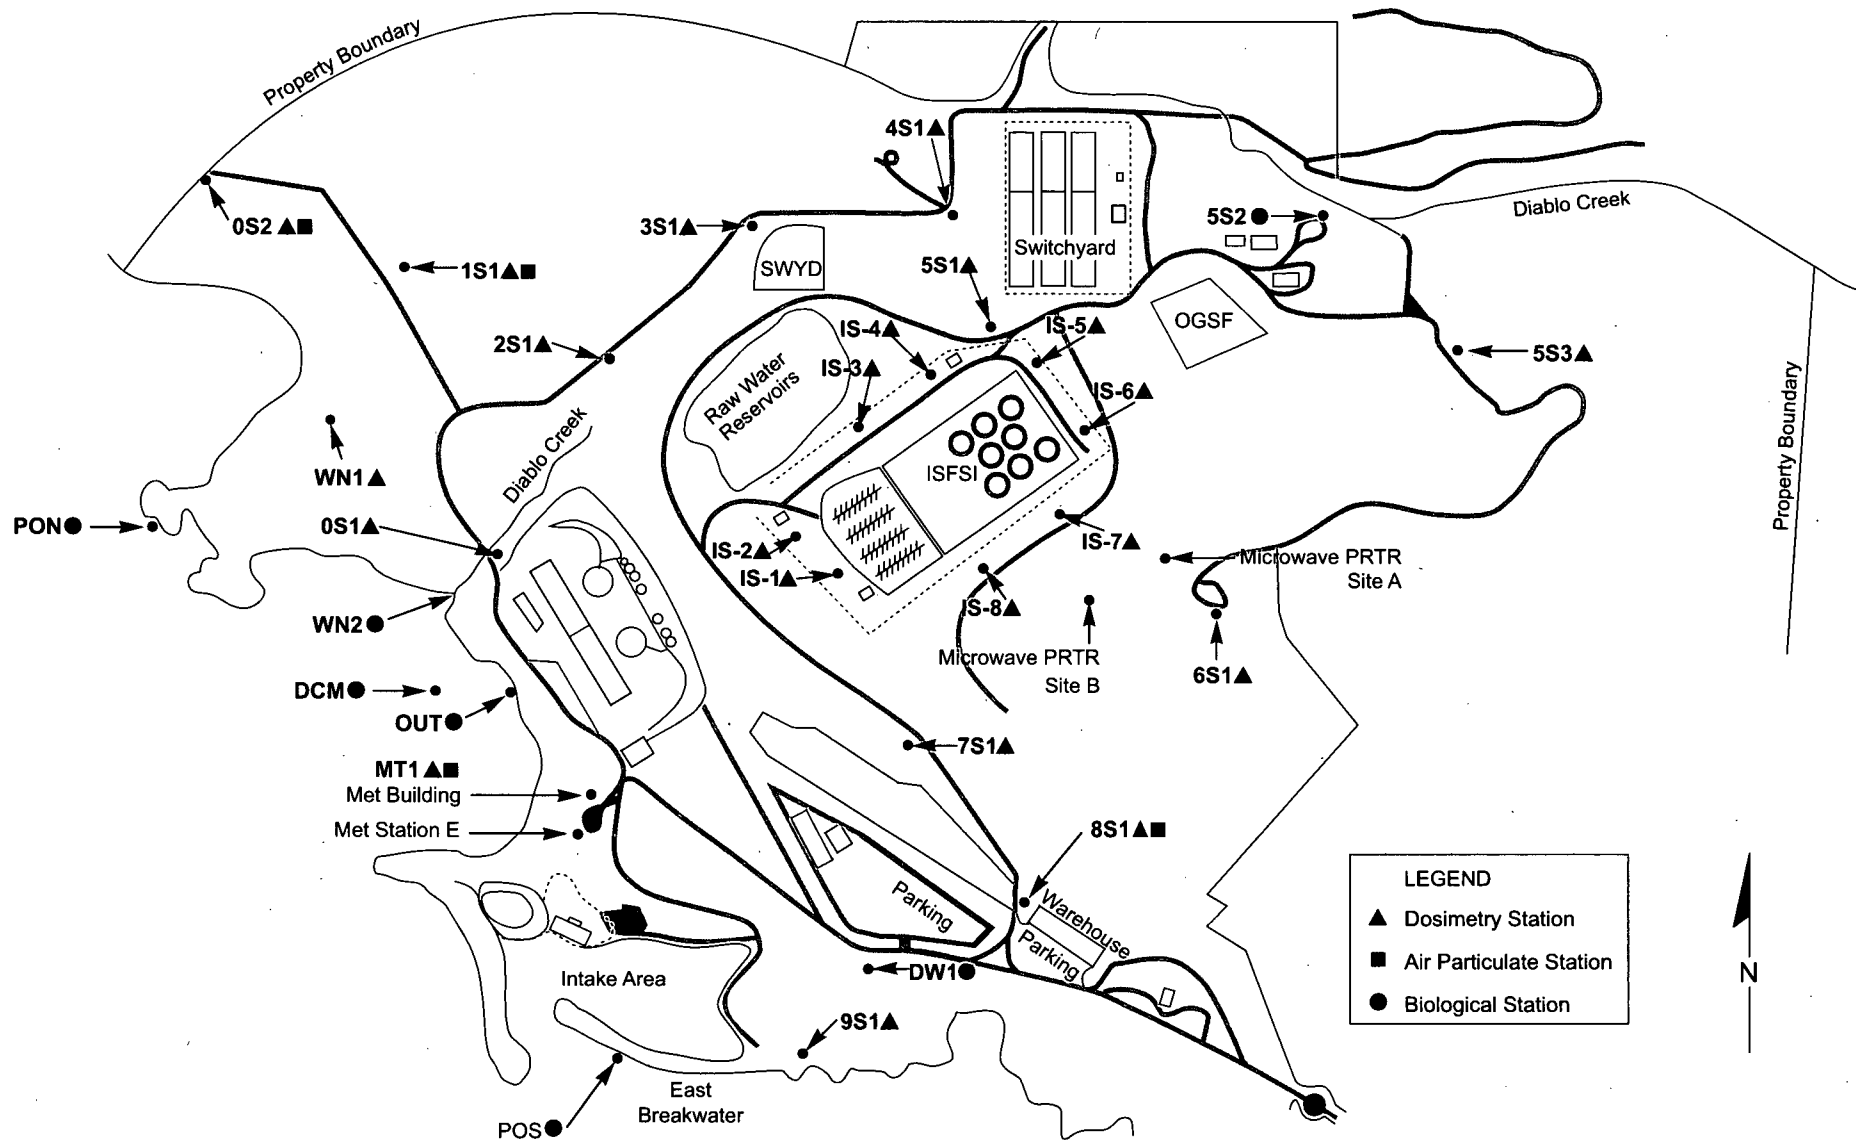 Property Boundary
4S1
0S2
3S1
5S2
Diablo Creek
Switchyard
1S1
SWYD
5S1
OGSF
IS-4
IS-5
2S1
5S3
IS-3
Raw Water
Reservoirs
IS-6
Property Boundary
Diablo Creek
ISFSI
WN1
PON
0S1
IS-7
IS-2
IS-1
Microwave PRTR
Site A
IS-8
WN2
Microwave PRTR
Site B
6S1
DCM
OUT
7S1
MT1
Met Building
Met Station E
8S1
Parking
Warehouse
Parking
LEGEND
Dosimetry Station
Air Particulate Station
Biological Station
N
DW1
Intake Area
9S1
East
Breakwater
POS